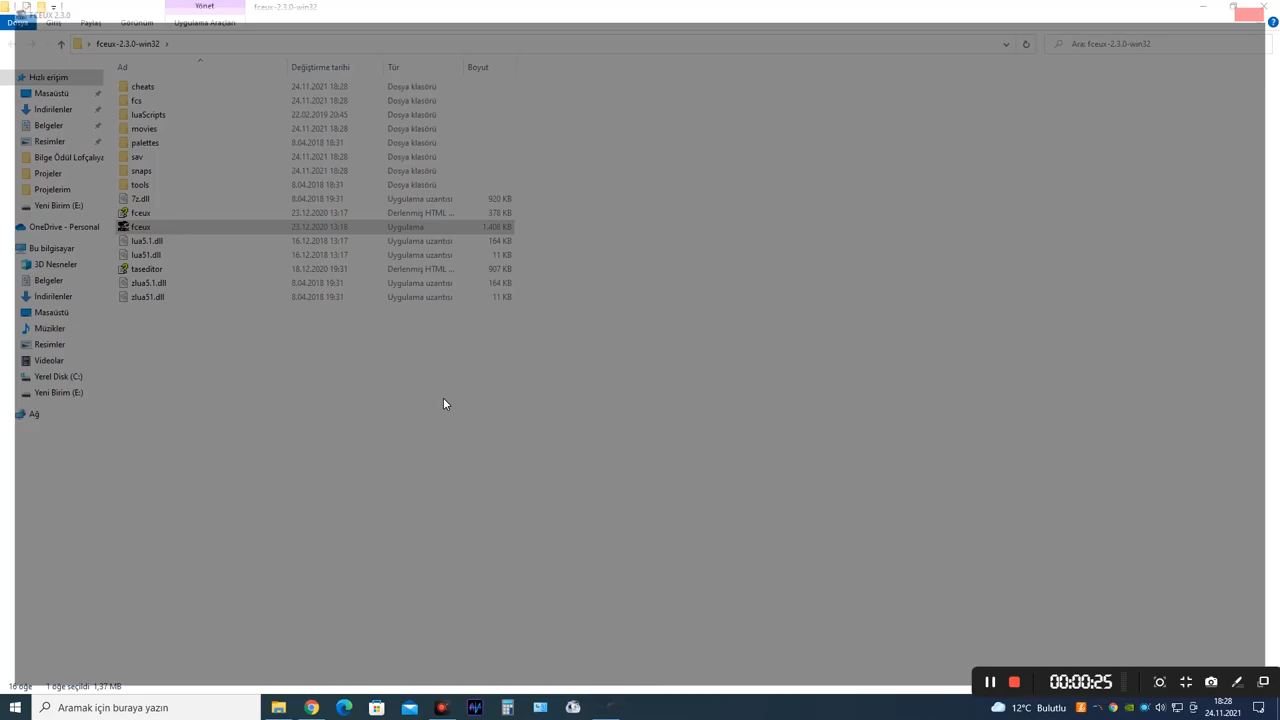 Yönet
fceux-2.3.0-win32
FCEUX 2.3.0
Dosya Giriş Paylaş Görünüm Uygulama Araçları
fceux-2.3.0-win32
Ara: fceux-2.3.0-win32
Ad Değiştirme tarihi Tür Boyut
Hızlı erişim
Masaüstü
İndirilenler
Belgeler
Resimler
Bilge Ödül Lofçalıya
Projeler
Projelerim
Yeni Birim (E:)
OneDrive - Personal
Bu bilgisayar
3D Nesneler
Belgeler
İndirilenler
Masaüstü
Müzikler
Resimler
Videolar
Yerel Disk (C:)
Yeni Birim (E:)
Ağ
cheats 24.11.2021 18:28 Dosya klasörü
fcs 24.11.2021 18:28 Dosya klasörü
luaScripts 22.02.2019 20:45 Dosya klasörü
movies 24.11.2021 18:28 Dosya klasörü
palettes 8.04.2018 18:31 Dosya klasörü
sav 24.11.2021 18:28 Dosya klasörü
snaps 24.11.2021 18:28 Dosya klasörü
tools 8.04.2018 18:31 Dosya klasörü
7z.dll 8.04.2018 19:31 Uygulama uzantısı 920 KB
fceux 23.12.2020 13:17 Derlenmiş HTML ... 378 KB
fceux 23.12.2020 13:18 Uygulama 1.408 KB
lua5.1.dll 16.12.2018 13:17 Uygulama uzantısı 164 KB
lua51.dll 16.12.2018 13:17 Uygulama uzantısı 11 KB
taseditor 18.12.2020 19:31 Derlenmiş HTML ... 907 KB
zlua5.1.dll 8.04.2018 19:31 Uygulama uzantısı 164 KB
zlua51.dll 8.04.2018 19:31 Uygulama uzantısı 11 KB
16 öğe 1 öğe seçildi 1,37 MB
00:00:25
Aramak için buraya yazın
12°C Bulutlu
18:28
24.11.2021